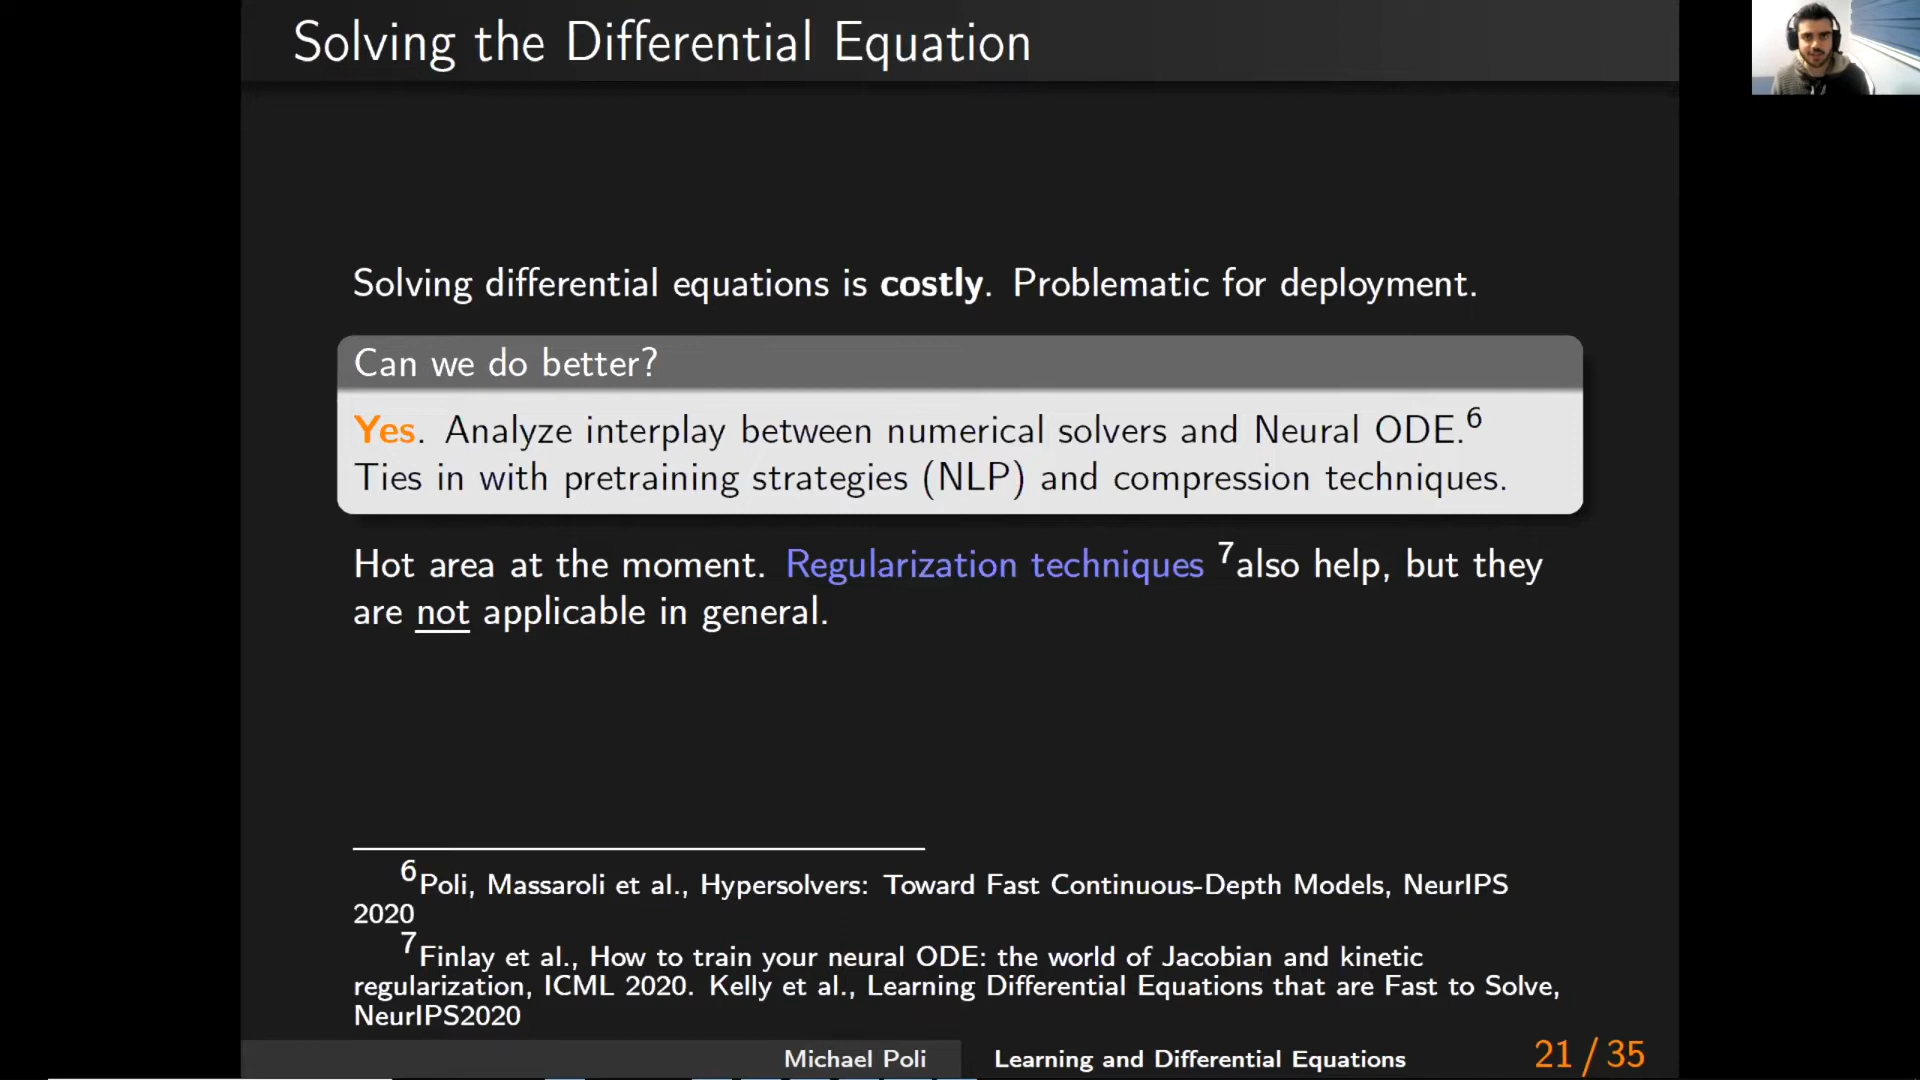 Solving the Differential Equation
Solving differential equations is costly. Problematic for deployment.
Can we do better?
Yes. Analyze interplay between numerical solvers and Neural ODE.6
Ties in with pretraining strategies (NLP) and compression techniques.
Hot area at the moment. Regularization techniques 7also help, but they
are not applicable in general.
6Poli, Massaroli et al., Hypersolvers: Toward Fast Continuous-Depth Models, NeurIPS
2020
7Finlay et al., How to train your neural ODE: the world of Jacobian and kinetic
regularization, ICML 2020. Kelly et al., Learning Differential Equations that are Fast to Solve,
NeurIPS2020
Michael Poli Learning and Differential Equations 21 / 35